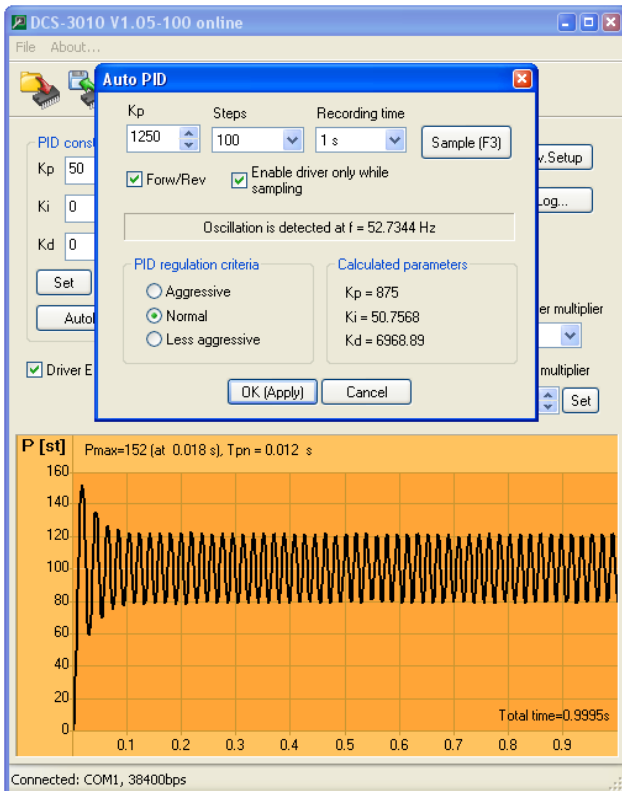 DCS-3010 V1.05-100 online
File About...
Auto PID
Kp Steps Recording time
1250 100 1 s Sample (F3)
Forw/Rev Enable driver only while
sampling
Oscillation is detected at f = 52.7344 Hz
PID regulation criteria
Aggressive
Normal
Less aggressive
Calculated parameters
Kp = 875
Ki = 50.7568
Kd = 6968.89
OK (Apply) Cancel
PID
Kp 50
Ki 0
Kd 0
Set
Driver
v.Setup
Log...
multiplier
multiplier
Set
P [st] Pmax=152 (at 0.018 s), Tpn = 0.012 s
160
140
120
100
80
60
40
20
0
Total time=0.9995s
0.1 0.2 0.3 0.4 0.5 0.6 0.7 0.8 0.9
Connected: COM1, 38400bps